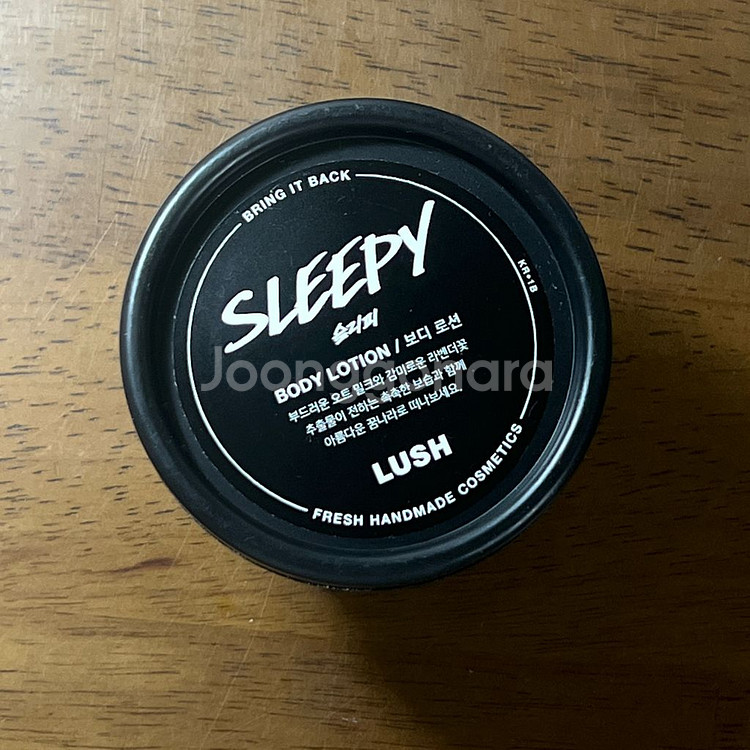 BRING IT BACK
KR•1B
SLEEPY
슬리피
BODY LOTION / 보디 로션
부드러운 오트 밀크와 감미로운 라벤더꽃
추출물이 전하는 촉촉한 보습과 함께
아름다운 꿈나라로 떠나보세요.
LUSH
FRESH HANDMADE COSMETICS
Joonggonara